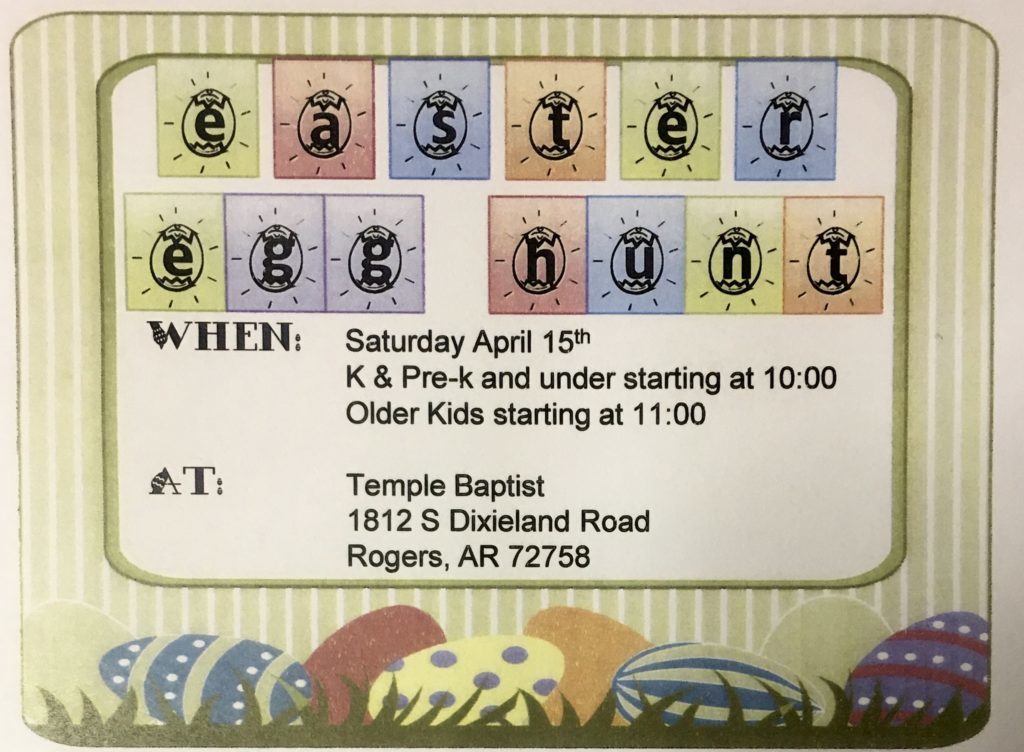 easter
egg hunt
WHEN: Saturday April 15th
K & Pre-k and under starting at 10:00
Older Kids starting at 11:00
AT: Temple Baptist
1812 S Dixieland Road
Rogers, AR 72758